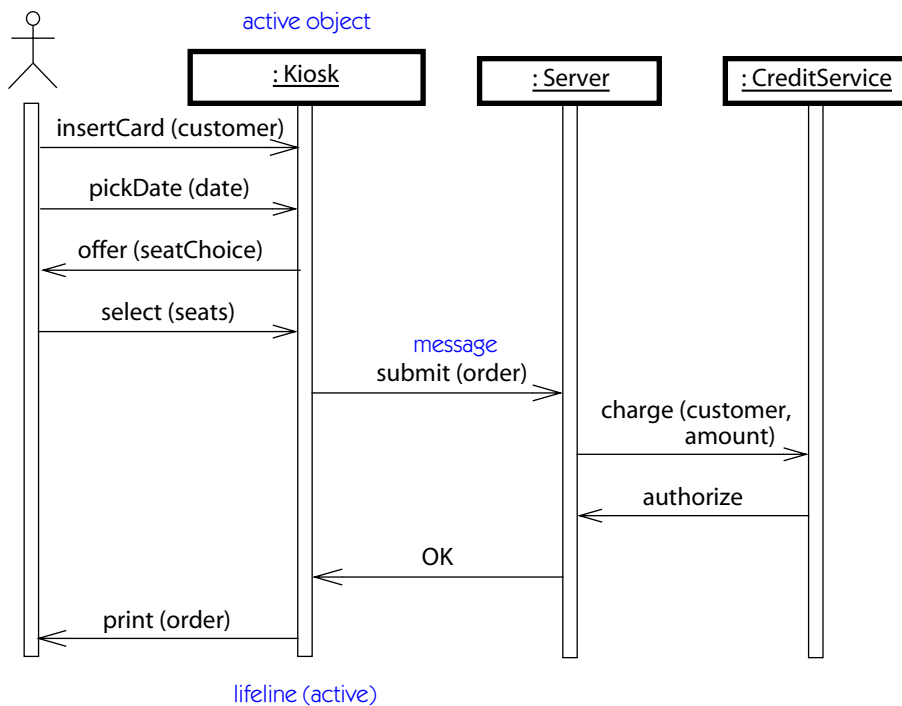 active object
: Kiosk
: Server
: CreditService
insertCard (customer)
pickDate (date)
offer (seatChoice)
select (seats)
message
submit (order)
charge (customer,
amount)
authorize
OK
print (order)
lifeline (active)